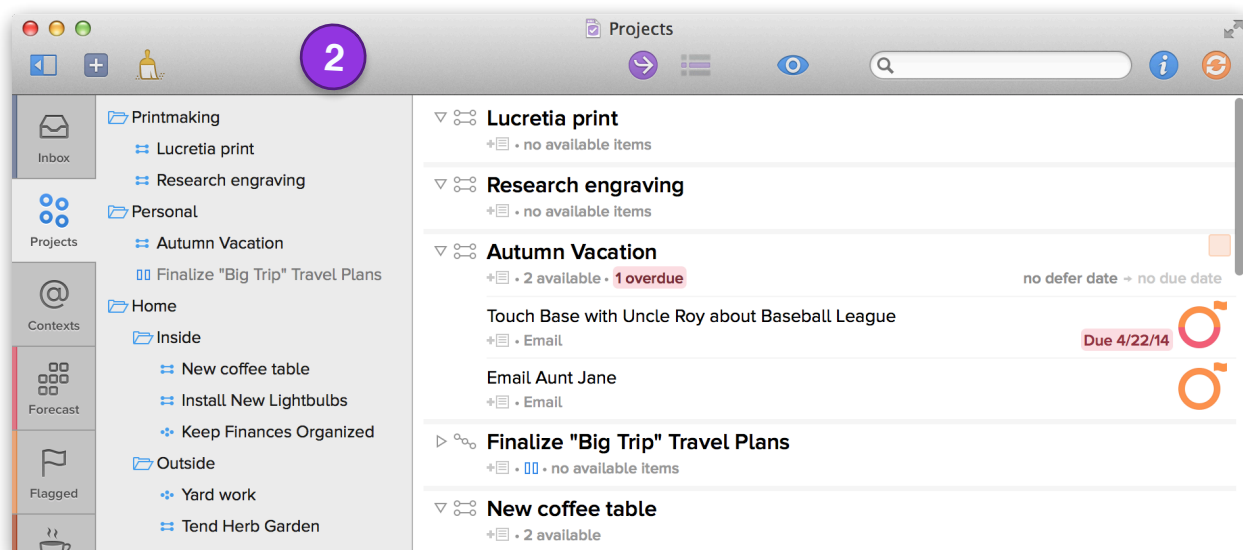 Projects
2
Inbox
Projects
Contexts
Forecast
Flagged
Printmaking
Lucretia print
Research engraving
Personal
Autumn Vacation
Finalize "Big Trip" Travel Plans
Home
Inside
New coffee table
Install New Lightbulbs
Keep Finances Organized
Outside
Yard work
Tend Herb Garden
Lucretia print
• no available items
Research engraving
• no available items
Autumn Vacation
• 2 available • 1 overdue no defer date → no due date
Touch Base with Uncle Roy about Baseball League
• Email Due 4/22/14
Email Aunt Jane
• Email
Finalize "Big Trip" Travel Plans
• • no available items
New coffee table
• 2 available